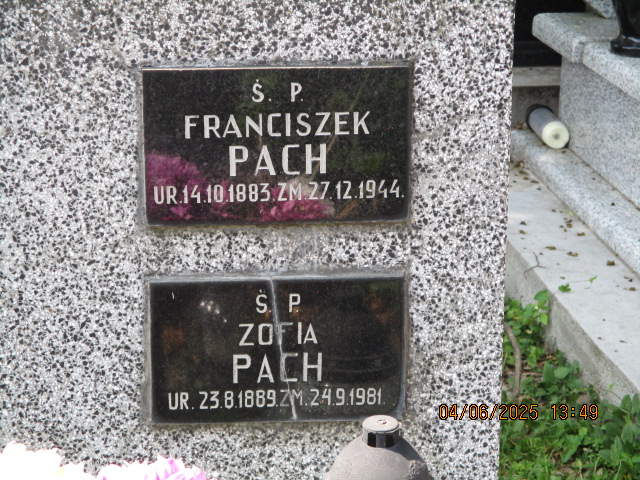 Ś. P.
FRANCISZEK
PACH
UR.14.10.1883.ZM.27.12.1944.
Ś P.
ZOFIA
PACH
UR. 23.8.1889.ZM.24.9.1981.
04/06/2025 13:49